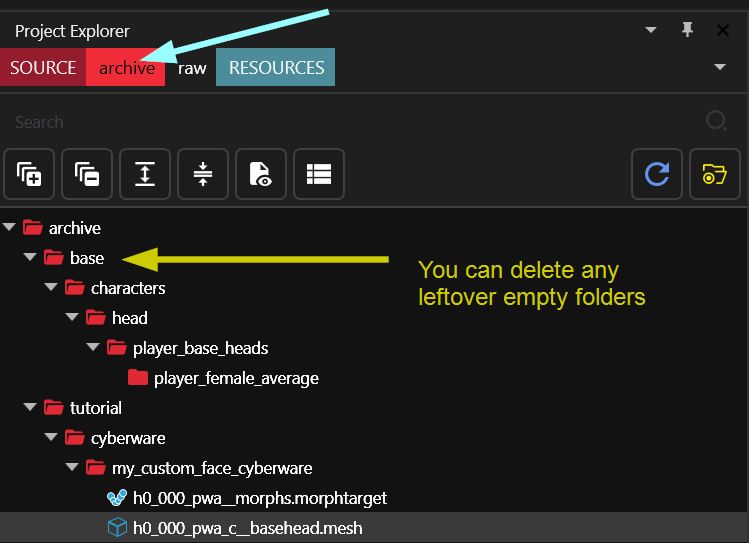 Project Explorer
SOURCE archive raw RESOURCES
Search
archive
base
You can delete any
leftover empty folders
characters
head
player_base_heads
player_female_average
tutorial
cyberware
my_custom_face_cyberware
h0_000_pwa__morphs.morphtarget
h0_000_pwa_c__basehead.mesh